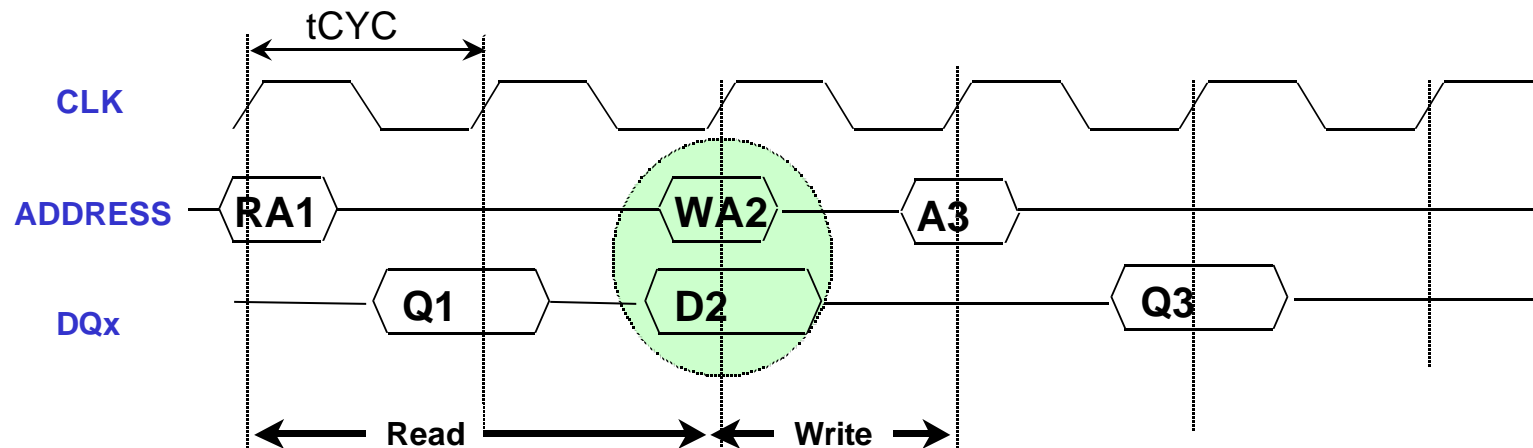 tCYC
CLK
ADDRESS RA1 WA2 A3
DQx Q1 D2 Q3
Read Write